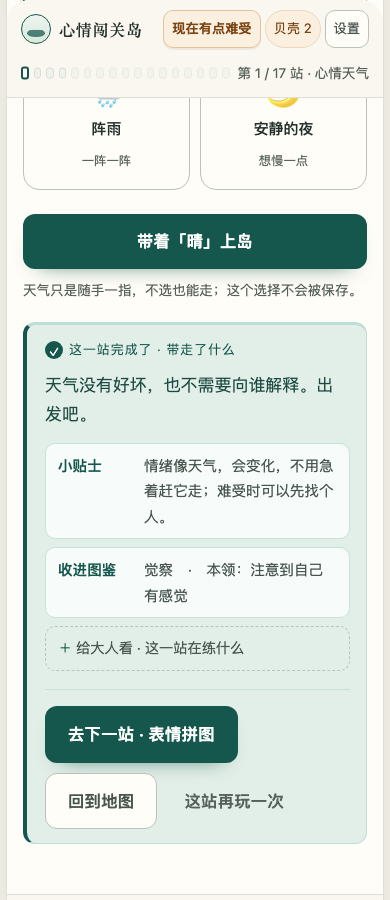 心情闯关岛
现在有点难受
贝壳 2
设置
第 1 / 17 站 · 心情天气
阵雨
一阵一阵
安静的夜
想慢一点
带着「晴」上岛
天气只是随手一指，不选也能走；这个选择不会被保存。
这一站完成了 · 带走了什么
天气没有好坏，也不需要向谁解释。出
发吧。
小贴士
情绪像天气，会变化，不用急
着赶它走；难受时可以先找个
人。
收进图鉴
觉察 · 本领：注意到自己
有感觉
+ 给大人看 · 这一站在练什么
去下一站 · 表情拼图
回到地图
这站再玩一次